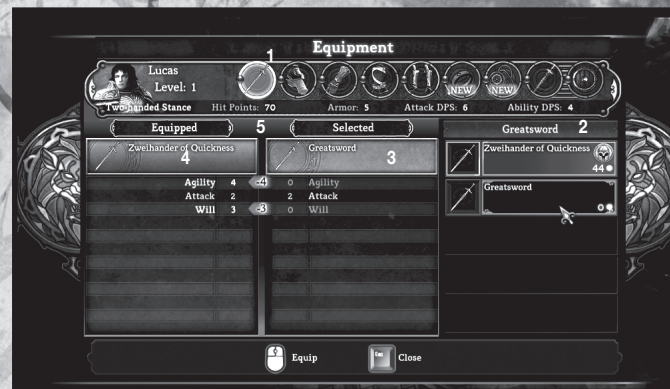 1
Equipment
Lucas
Level: 1
NEW NEW
Two-handed Stance Hit Points: 70 Armor: 5 Attack DPS: 6 Ability DPS: 4
Equipped 5 Selected Greatsword 2
Zweihander of Quickness 4 Greatsword 3 Zweihander of Quickness
44
Agility 4 -4 0 Agility
Greatsword
Attack 2 2 Attack
0
Will 3 -3 0 Will
Equip Esc Close